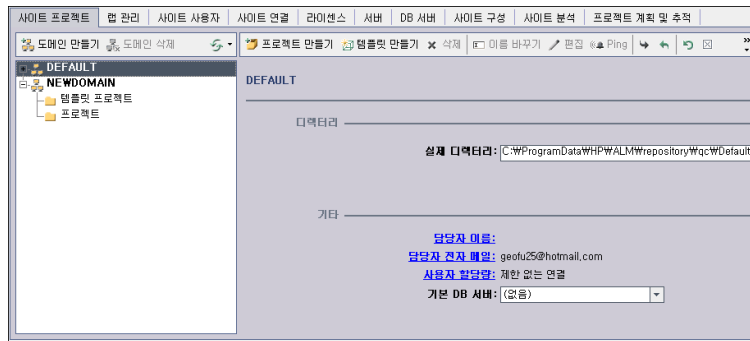 사이트 프로젝트 랩 관리 사이트 사용자 사이트 연결 라이센스 서버 DB 서버 사이트 구성 사이트 분석 프로젝트 계획 및 추적
도메인 만들기 도메인 삭제 프로젝트 만들기 템플릿 만들기 삭제 이름 바꾸기 편집 Ping
DEFAULT
NEWDOMAIN
템플릿 프로젝트
프로젝트
DEFAULT
디렉터리
실제 디렉터리: C:₩ProgramData₩HP₩ALM₩repository₩qc₩Default
기타
담당자 이름:
담당자 전자 메일: geofu25@hotmail.com
사용자 할당량: 제한 없는 연결
기본 DB 서버: (없음)